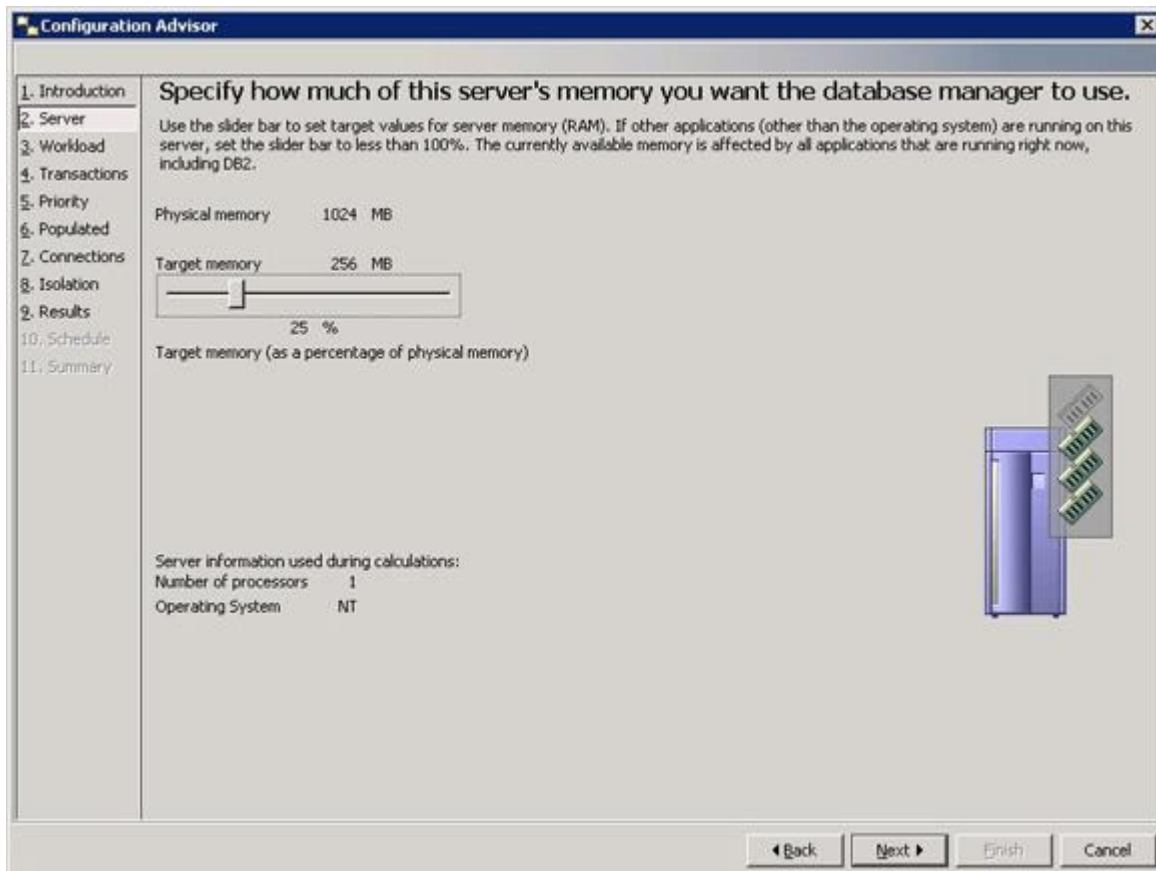 Configuration Advisor
1. Introduction
2. Server
3. Workload
4. Transactions
5. Priority
6. Populated
7. Connections
8. Isolation
9. Results
10. Schedule
11. Summary
Specify how much of this server's memory you want the database manager to use.
Use the slider bar to set target values for server memory (RAM). If other applications (other than the operating system) are running on this
server, set the slider bar to less than 100%. The currently available memory is affected by all applications that are running right now,
including DB2.
Physical memory 1024 MB
Target memory 256 MB
25 %
Target memory (as a percentage of physical memory)
Server information used during calculations:
Number of processors 1
Operating System NT
Back Next Finish Cancel